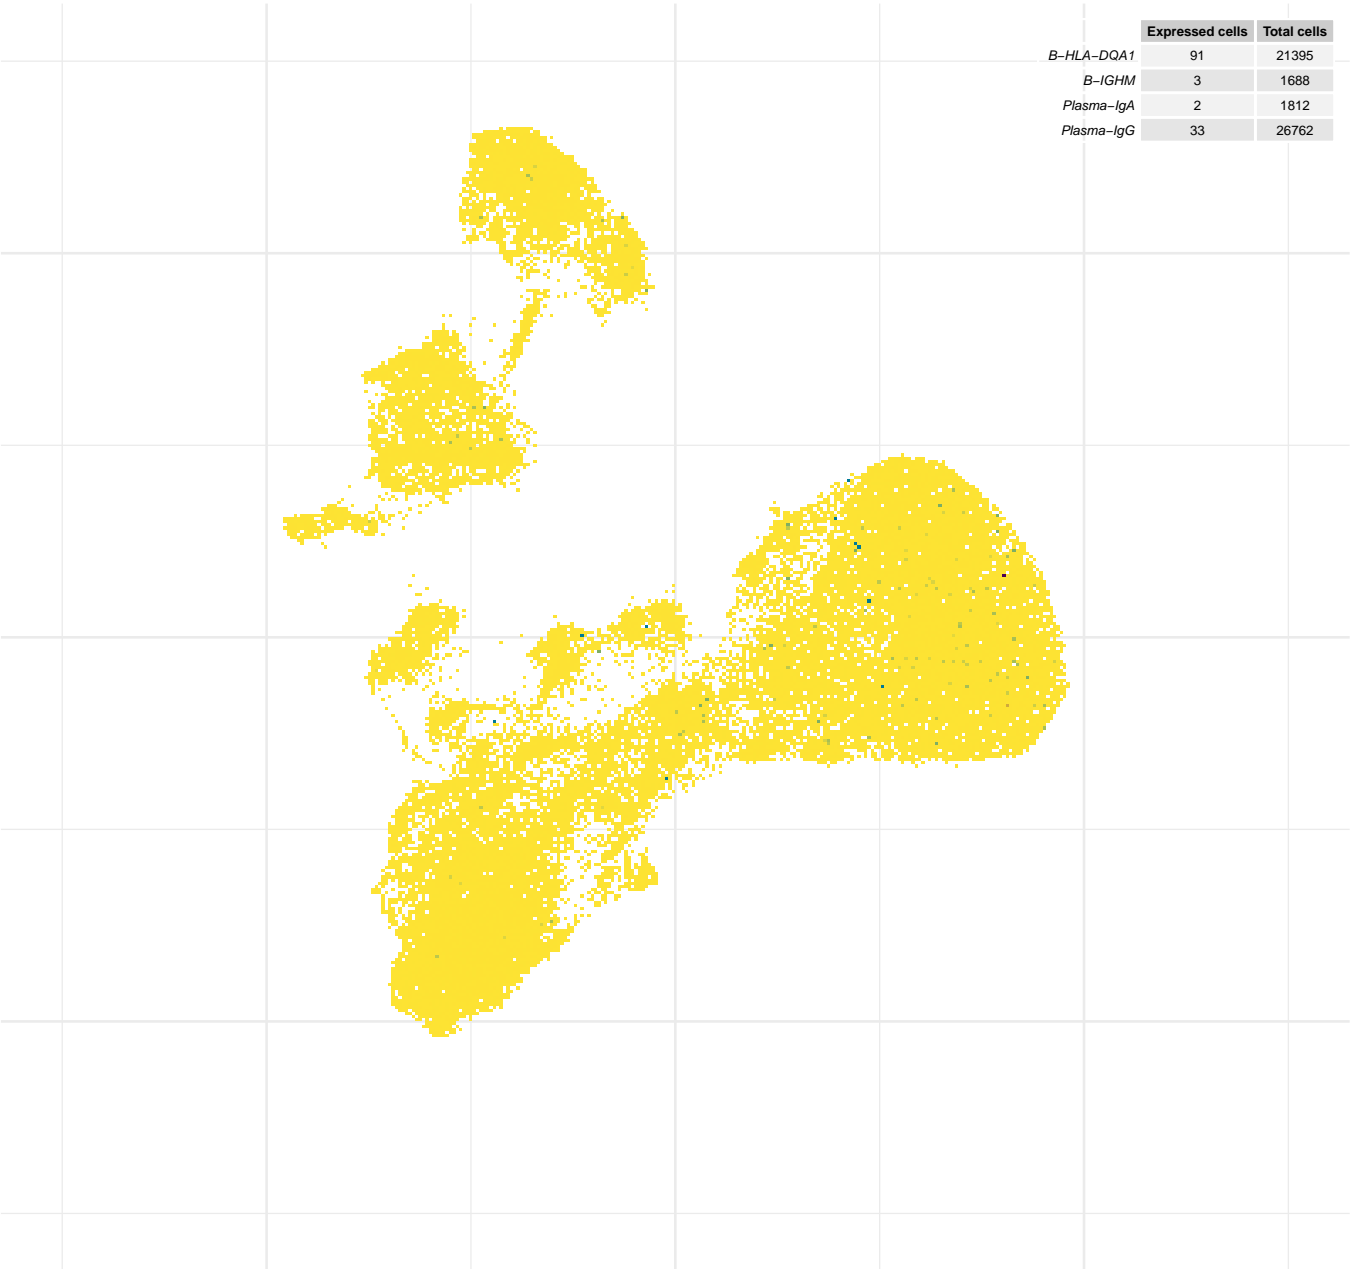 Expressed cells Total cells
B−HLA−DQA1 91 21395
B−IGHM 3 1688
Plasma−IgA 2 1812
Plasma−IgG 33 26762